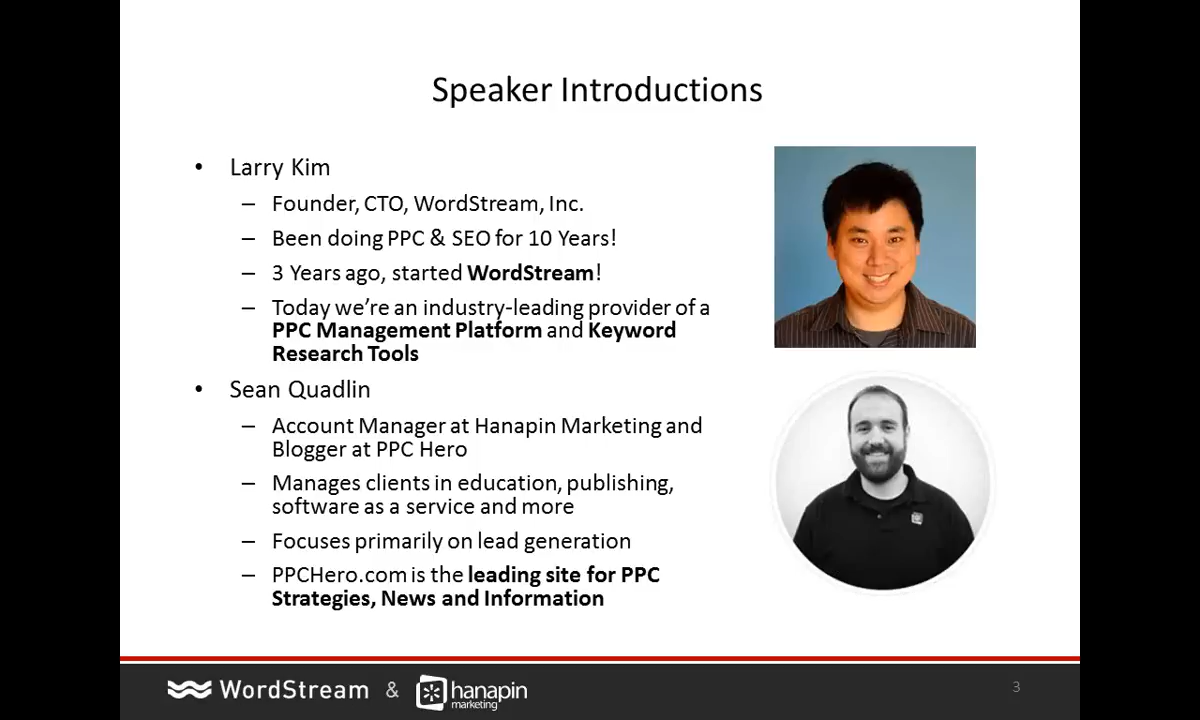 Speaker Introductions
• Larry Kim
– Founder, CTO, WordStream, Inc.
– Been doing PPC & SEO for 10 Years!
– 3 Years ago, started WordStream!
– Today we’re an industry-leading provider of a
PPC Management Platform and Keyword
Research Tools
• Sean Quadlin
– Account Manager at Hanapin Marketing and
Blogger at PPC Hero
– Manages clients in education, publishing,
software as a service and more
– Focuses primarily on lead generation
– PPCHero.com is the leading site for PPC
Strategies, News and Information
WordStream & hanapin
marketing
3